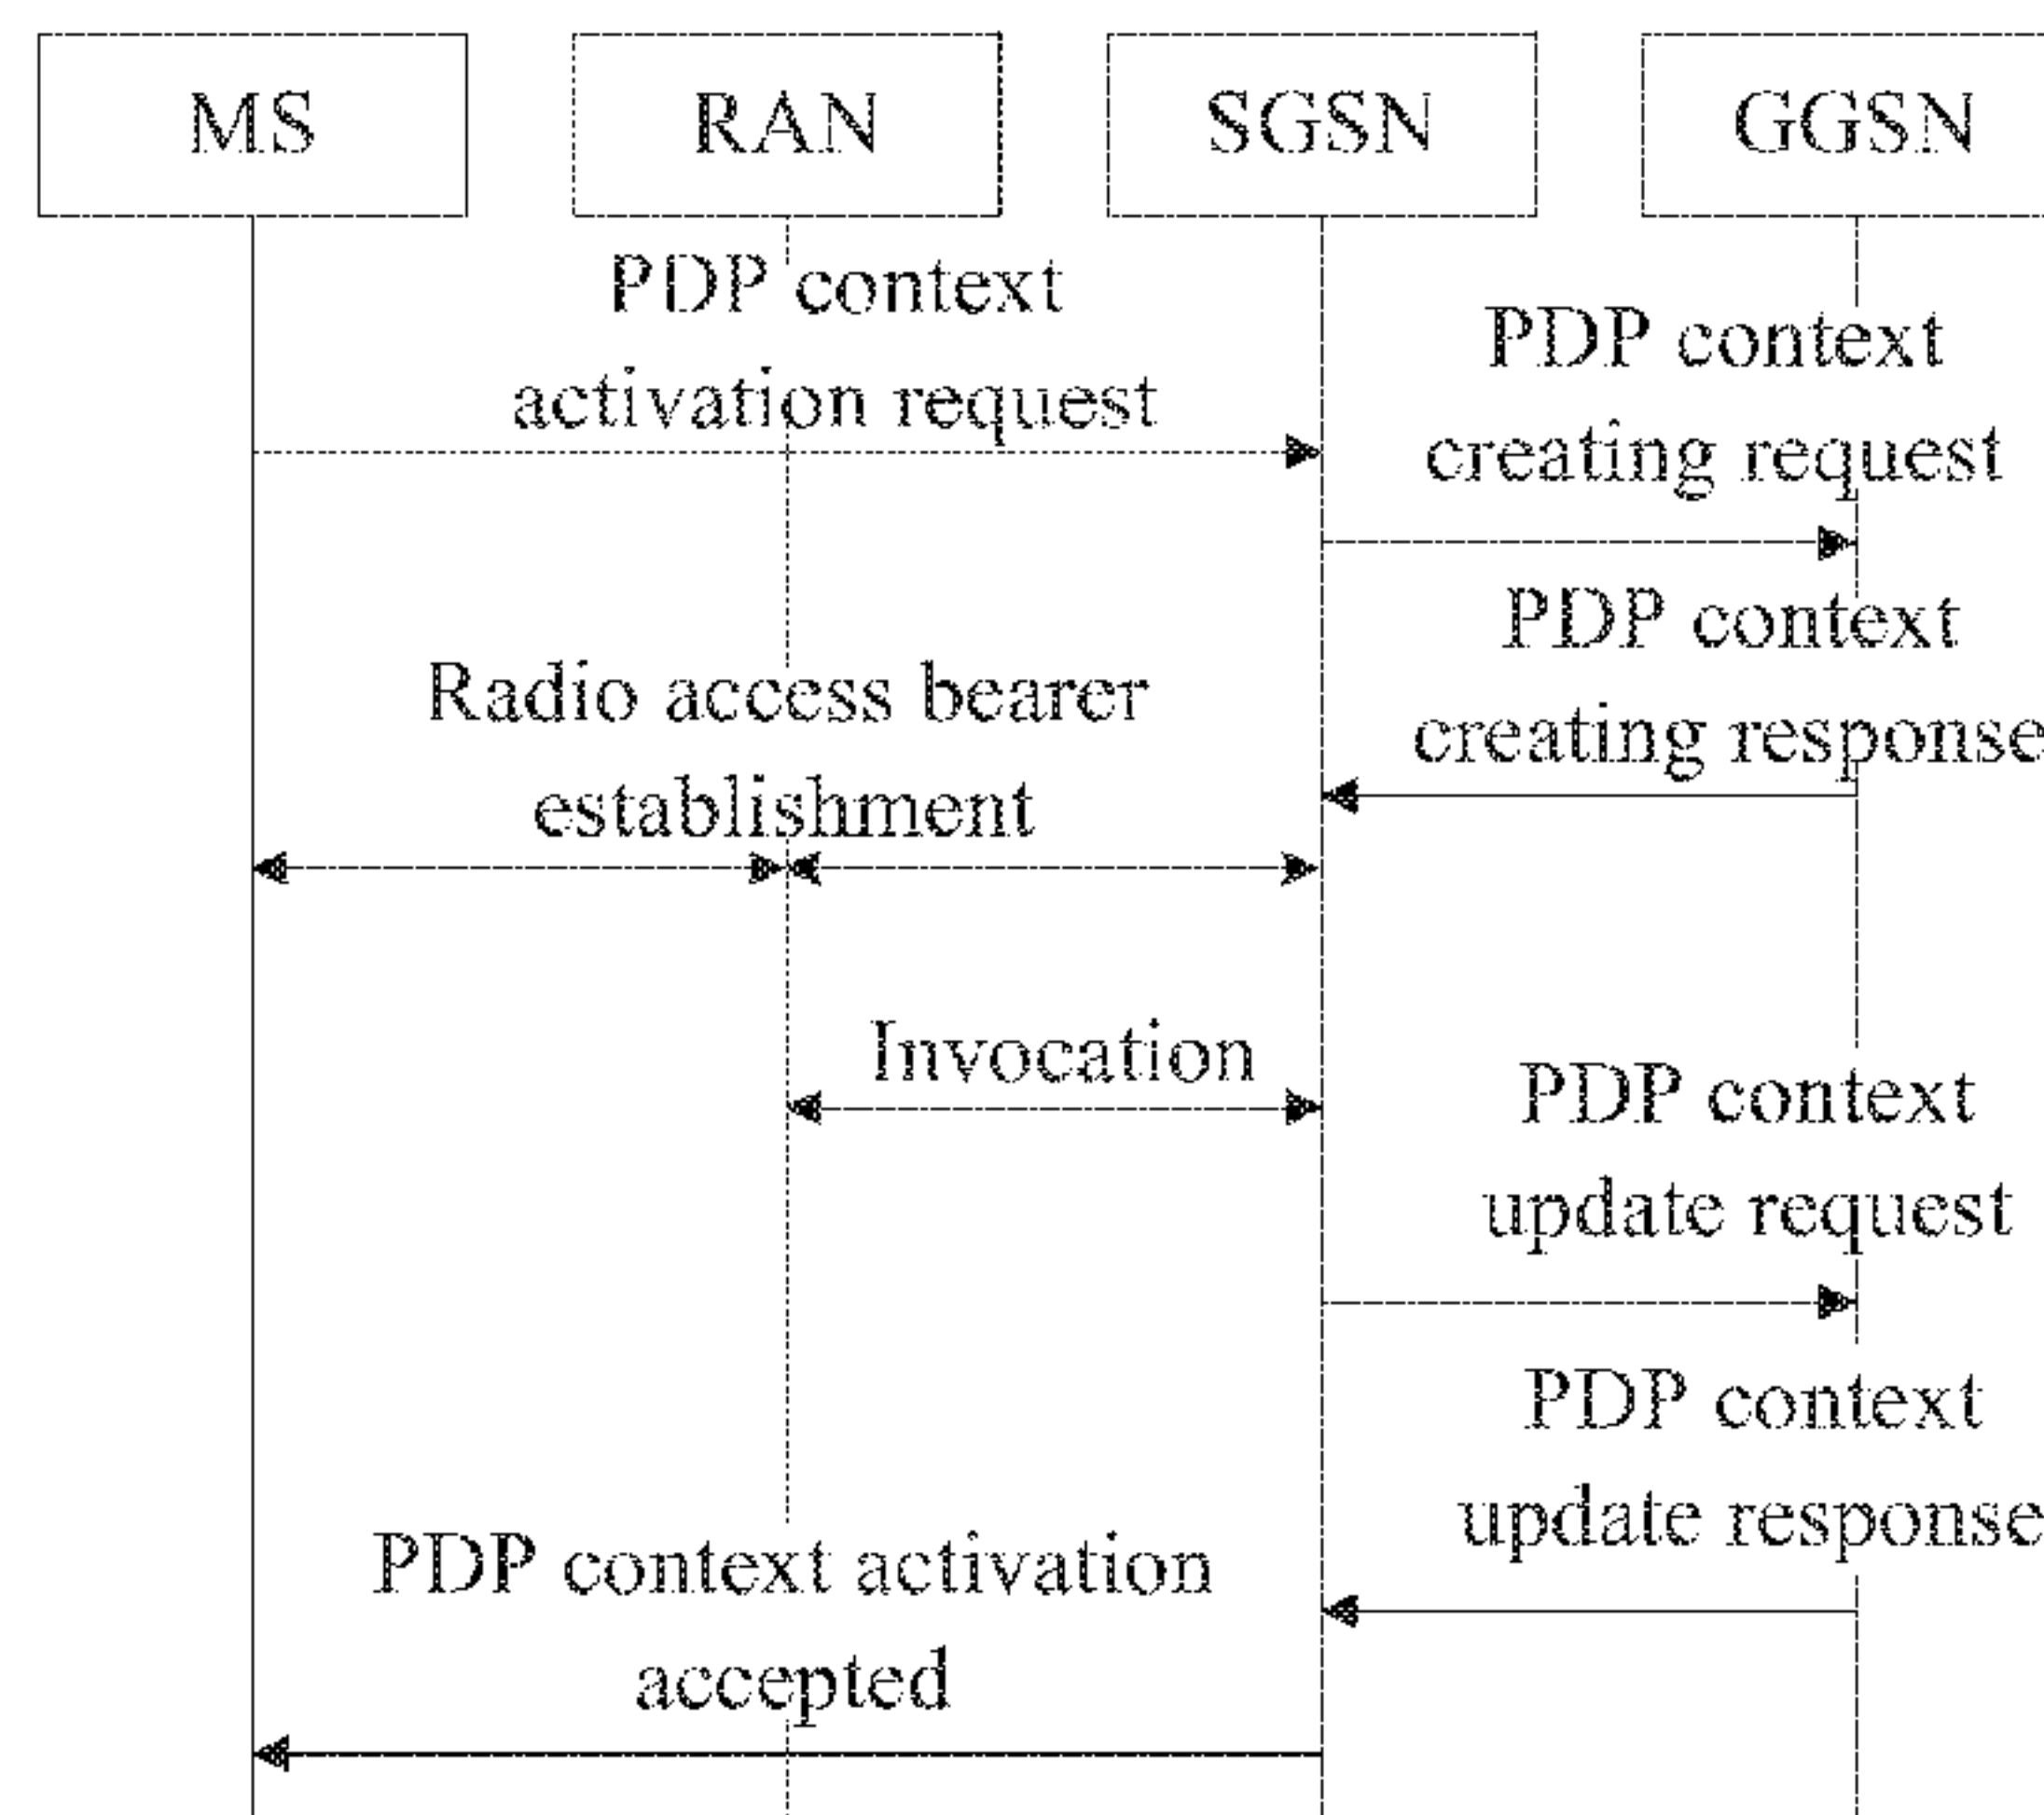 MS
RAN
SGSN
GGSN
PDP context
activation request
PDP context
creating request
PDP context
creating response
Radio access bearer
establishment
Invocation
PDP context
update request
PDP context
update response
PDP context activation
accepted